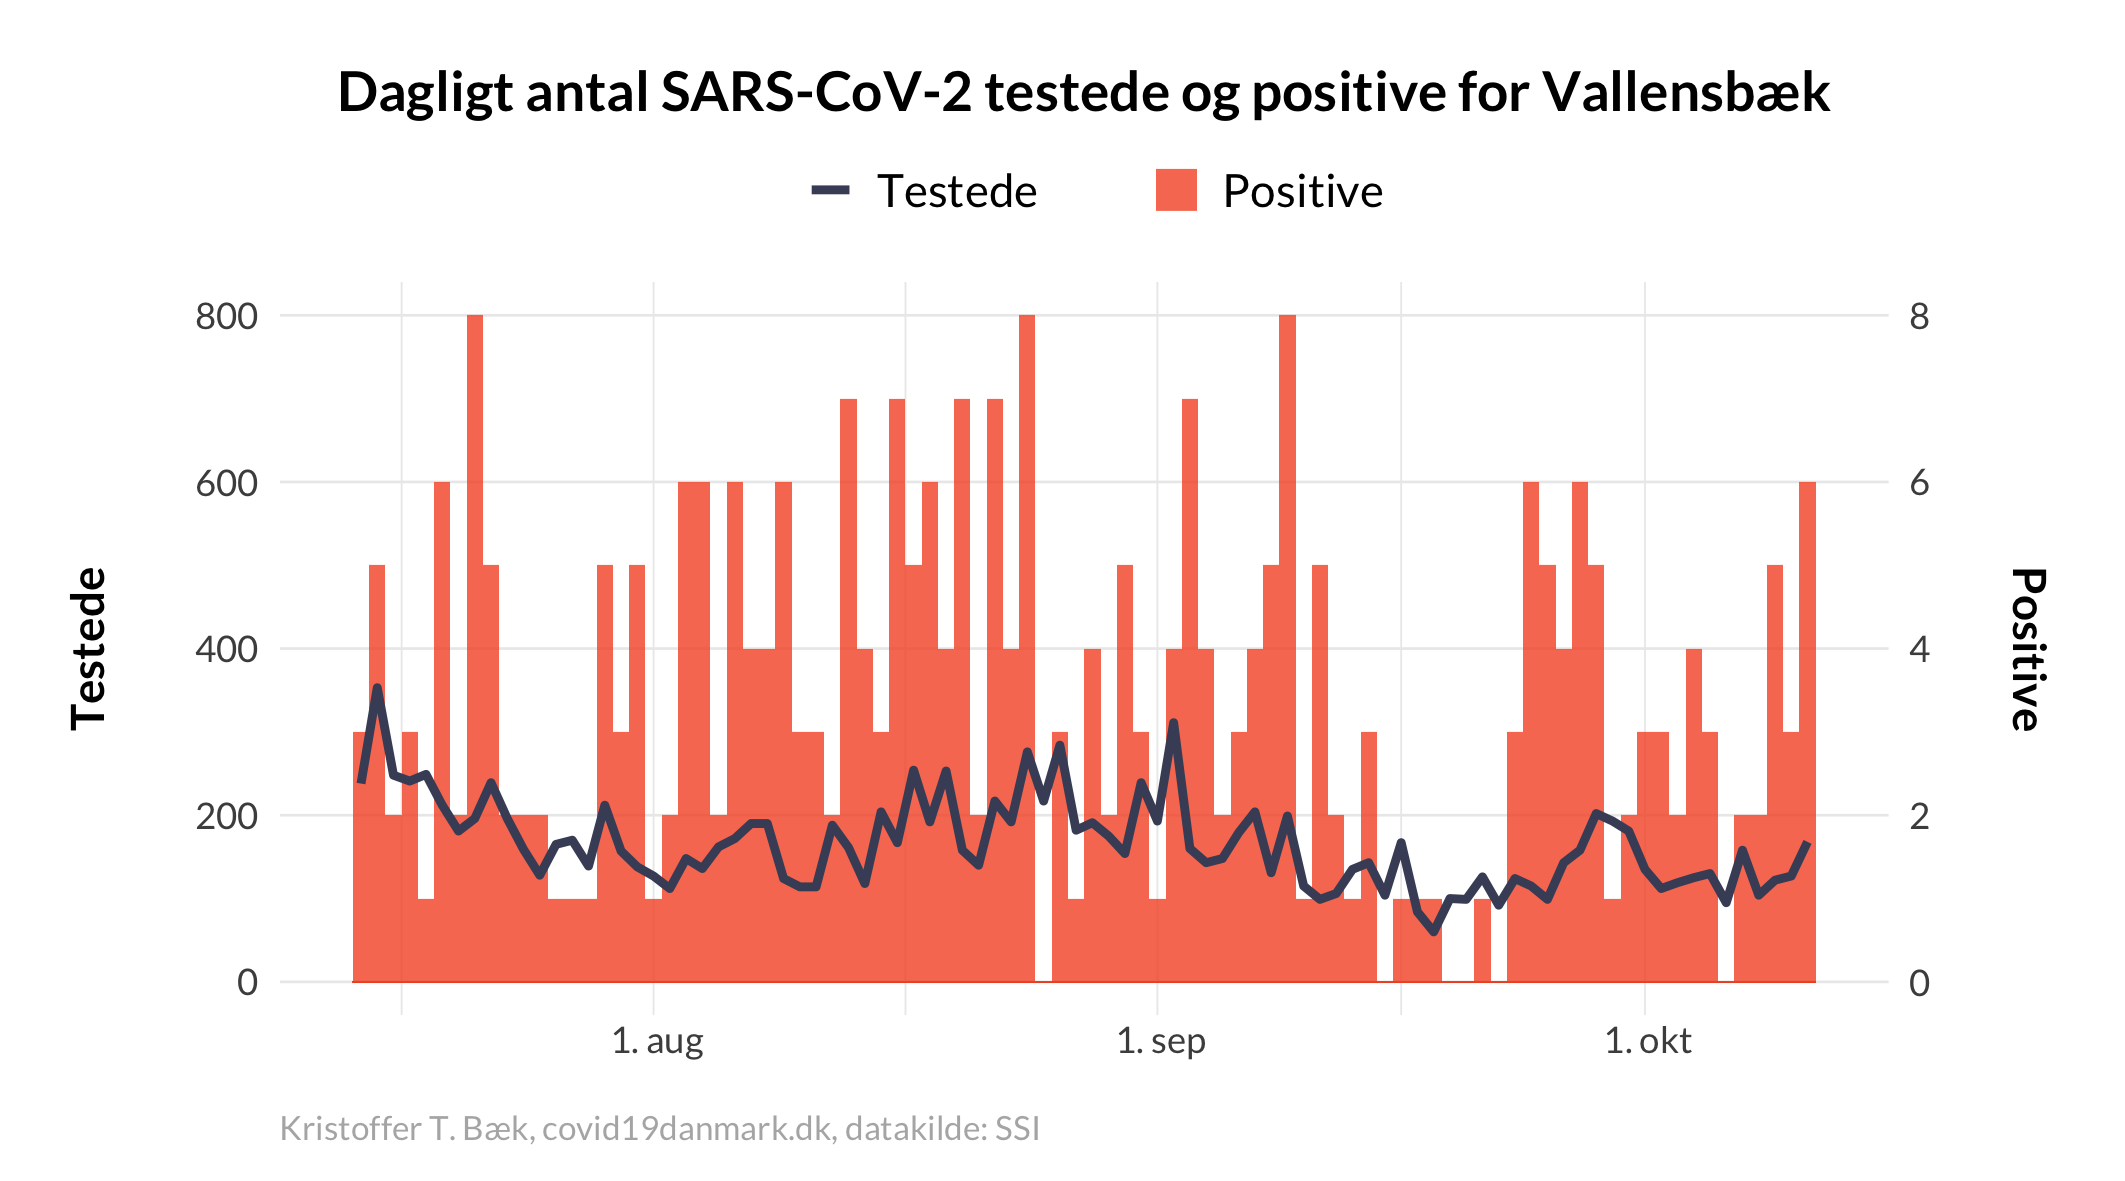 Dagligt antal SARS-CoV-2 testede og positive for Vallensbæk
Testede
Positive
800
600
400
200
0
8
6
4
2
0
Testede
Positive
1. aug
1. sep
1. okt
Kristoffer T. Bæk, covid19danmark.dk, datakilde: SSI